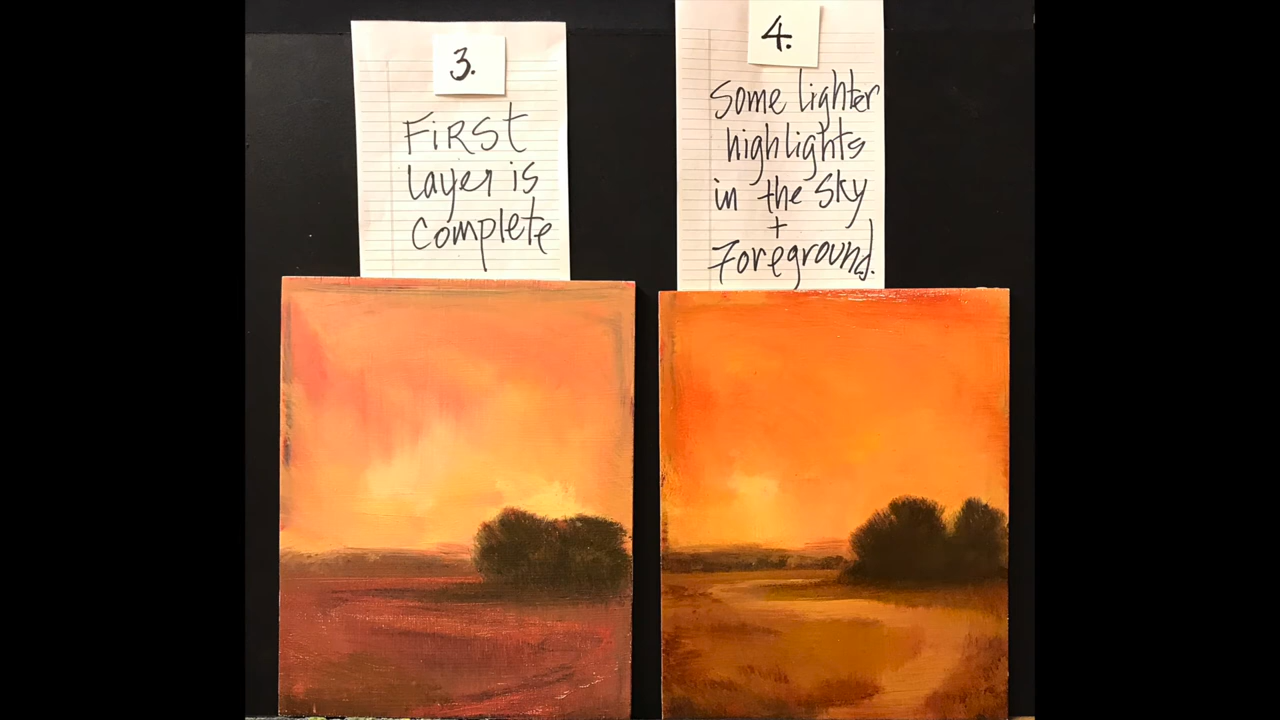 3.
First
layer is
complete
4.
Some lighter
highlights
in the sky
+
Foreground.